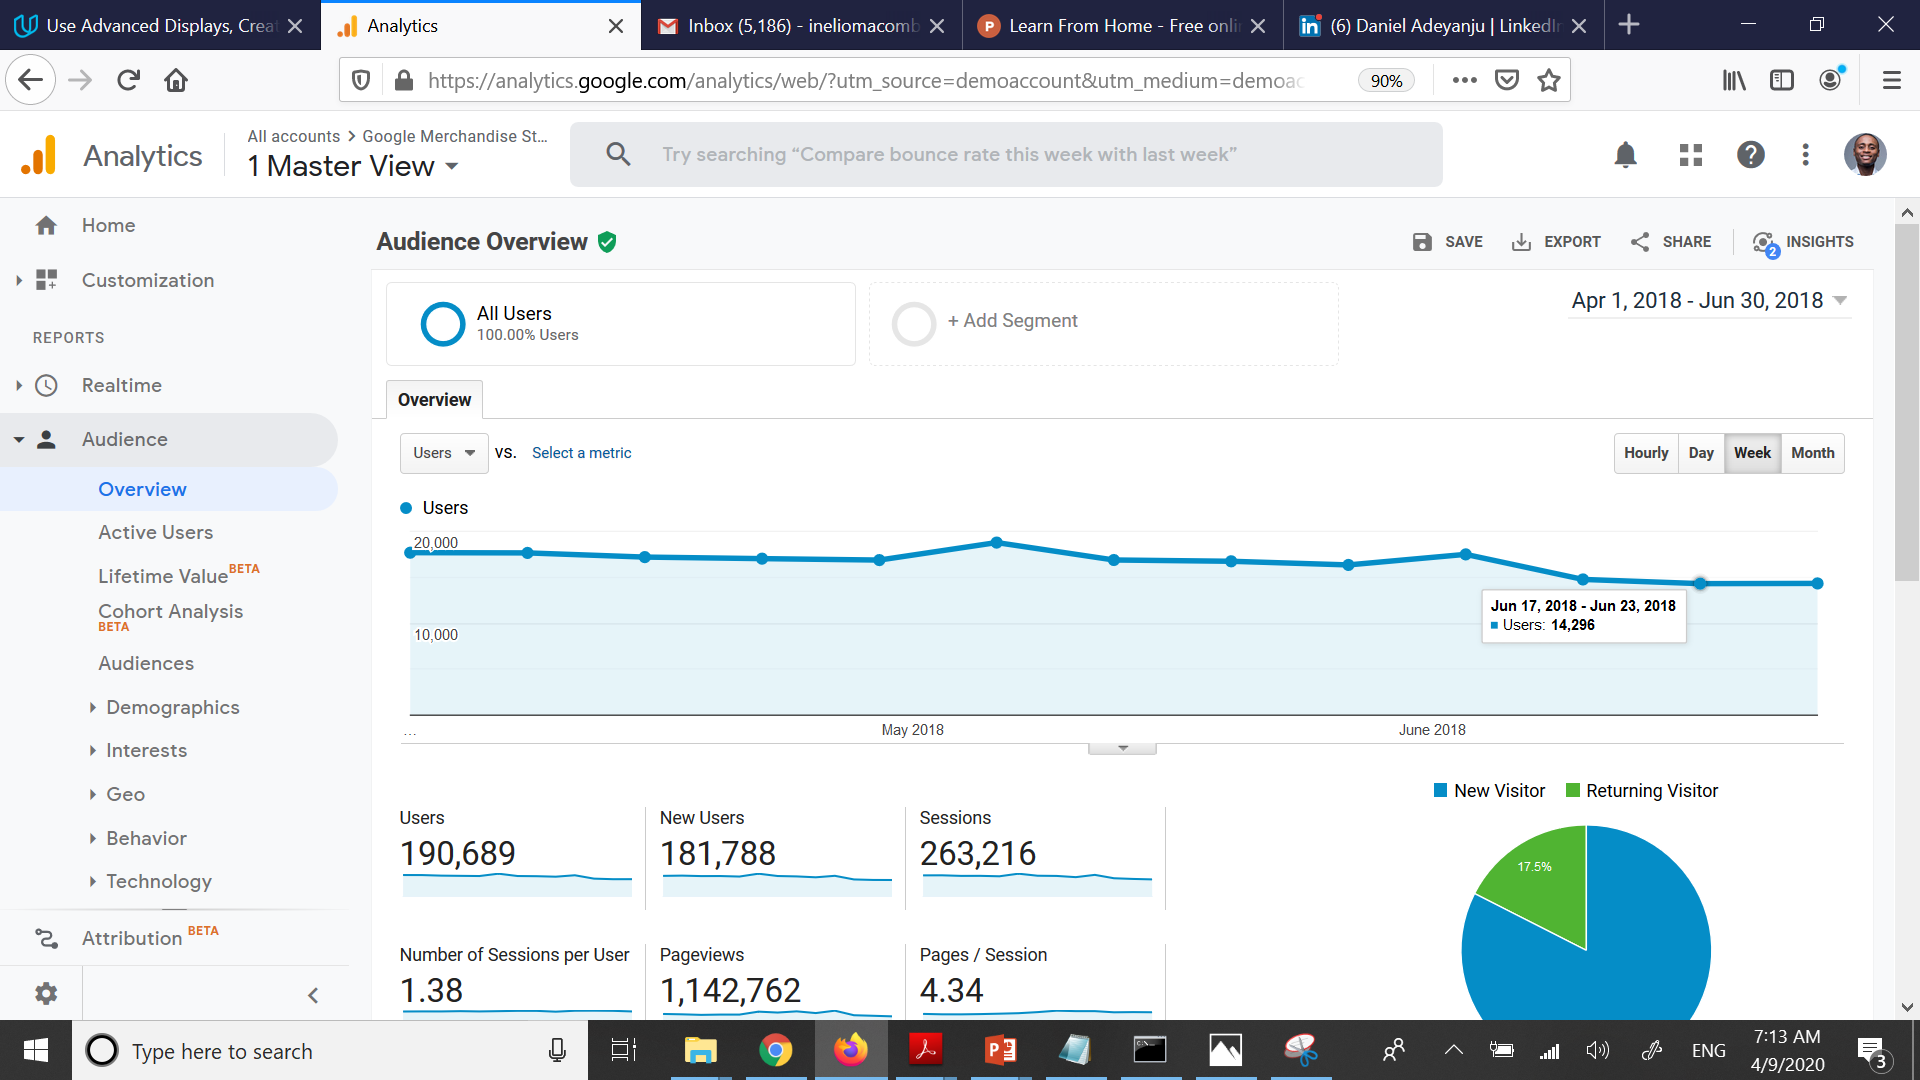 Use Advanced Displays, Crea
Analytics
Inbox (5,186) - ineliomacomb
Learn From Home - Free onli
(6) Daniel Adeyanju | LinkedIn
https://analytics.google.com/analytics/web/?utm_source=demoaccount&utm_medium=demoac
90%
Analytics
All accounts > Google Merchandise St...
1 Master View
Try searching “Compare bounce rate this week with last week”
Home
Customization
REPORTS
Realtime
Audience
Overview
Active Users
Lifetime Value BETA
Cohort Analysis
BETA
Audiences
Demographics
Interests
Geo
Behavior
Technology
Attribution BETA
Audience Overview
SAVE
EXPORT
SHARE
2
INSIGHTS
All Users
100.00% Users
+ Add Segment
Apr 1, 2018 - Jun 30, 2018
Overview
Users
VS.
Select a metric
Hourly
Day
Week
Month
Users
20,000
10,000
Jun 17, 2018 - Jun 23, 2018
Users: 14,296
...
May 2018
June 2018
Users
190,689
New Users
181,788
Sessions
263,216
Number of Sessions per User
1.38
Pageviews
1,142,762
Pages / Session
4.34
New Visitor
Returning Visitor
17.5%
Type here to search
ENG
7:13 AM
4/9/2020
3